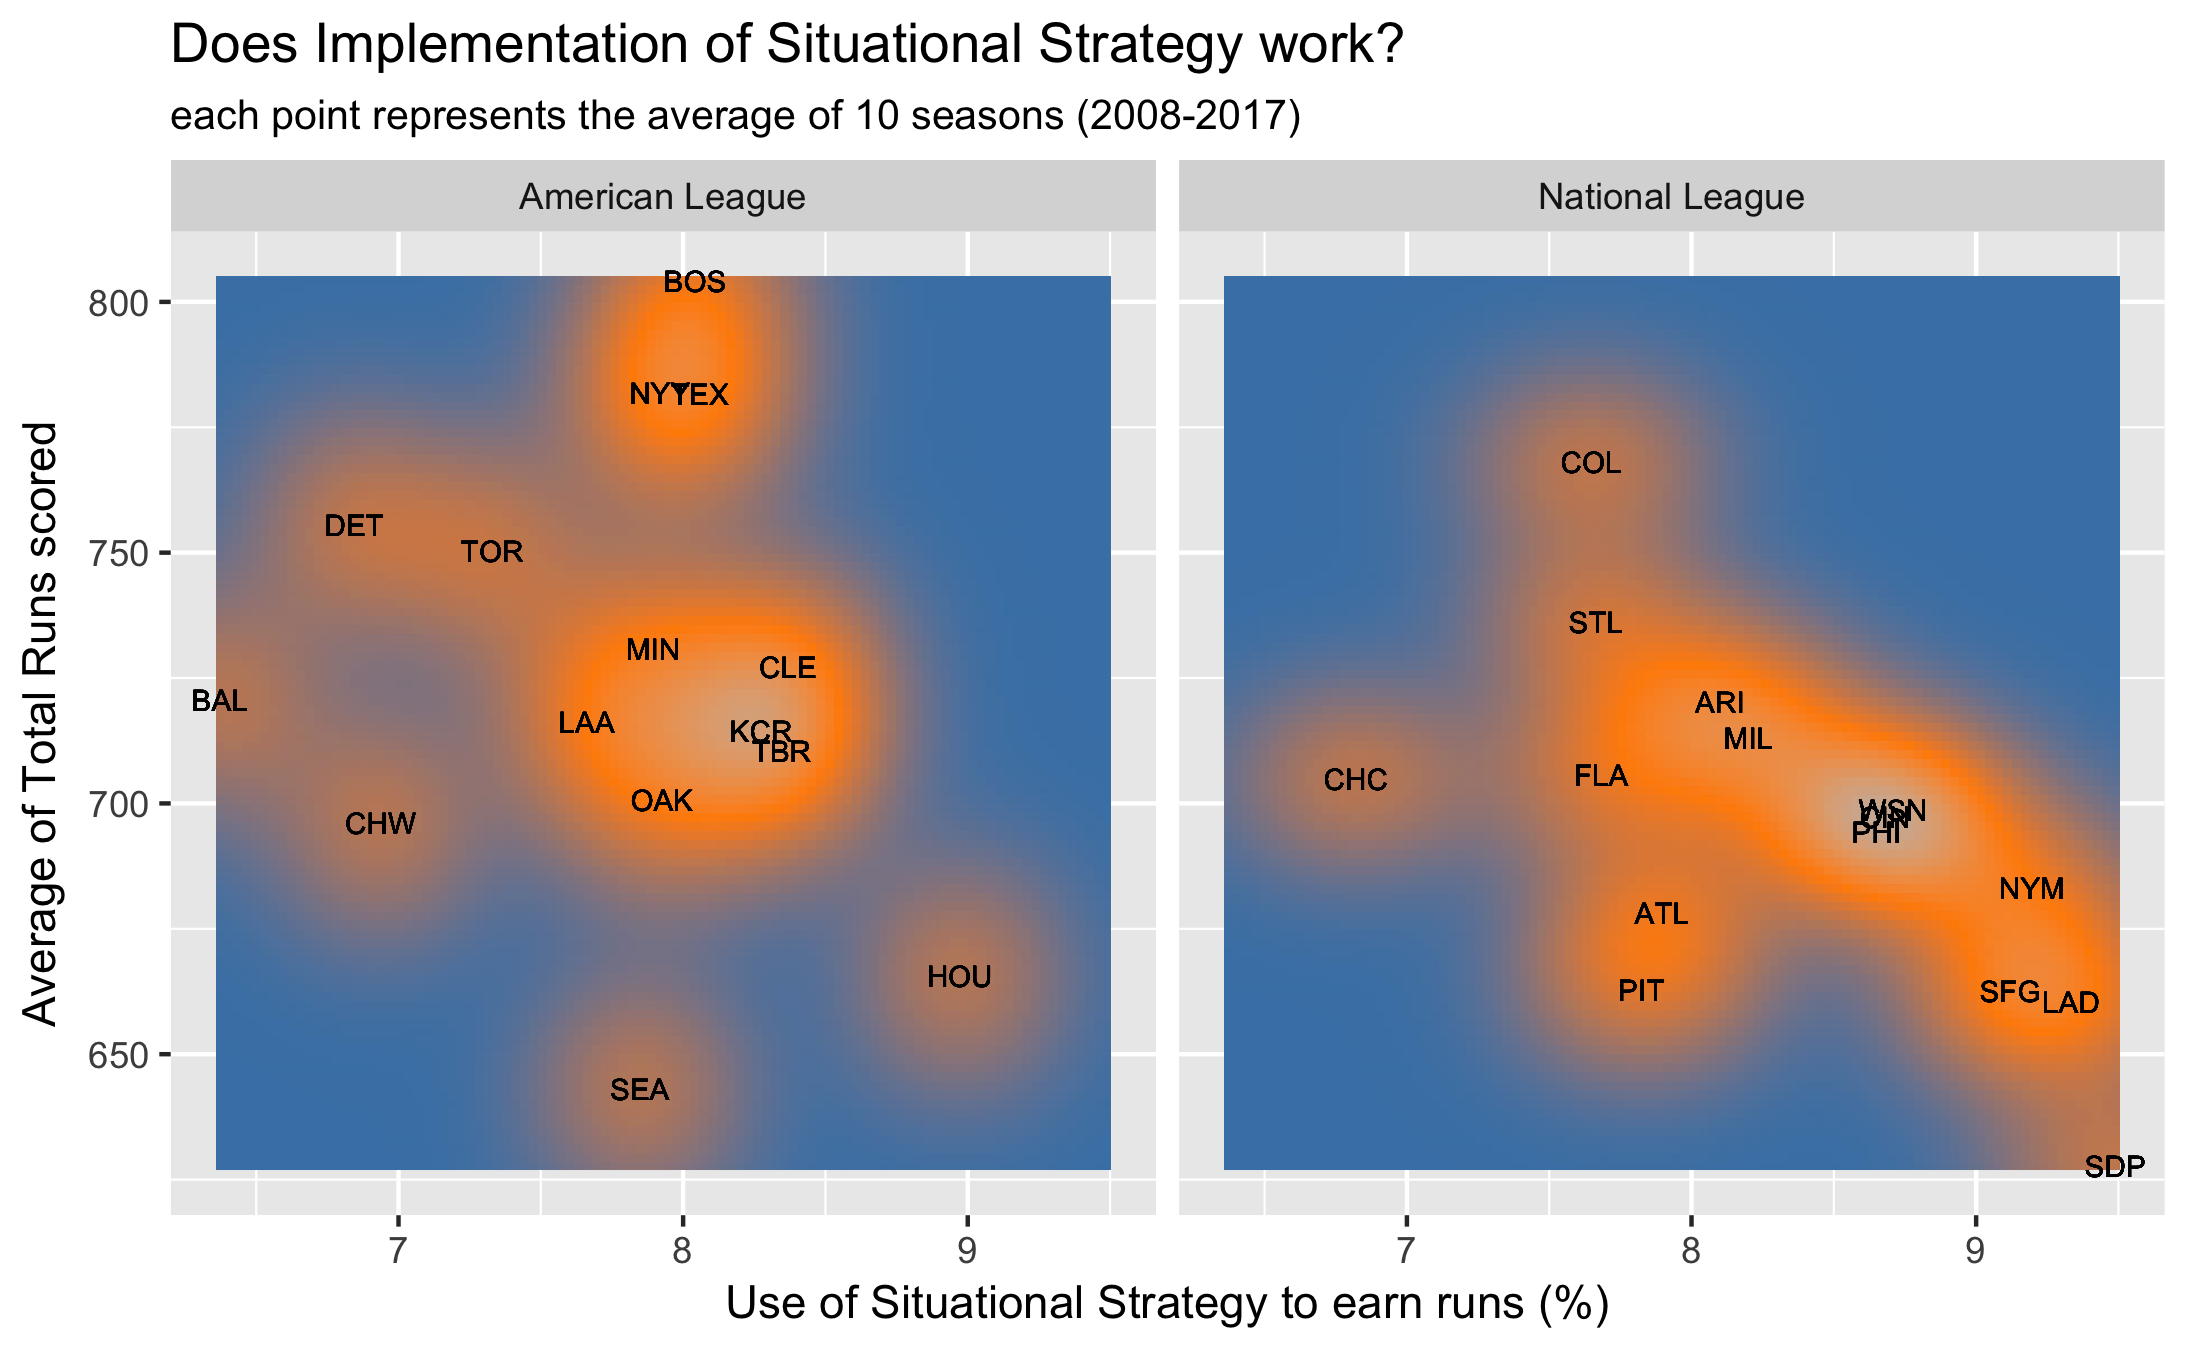 Does Implementation of Situational Strategy work?
each point represents the average of 10 seasons (2008-2017)
American League
National League
Average of Total Runs scored
800
750
700
650
BOS
NYY
TEX
DET
TOR
MIN
CLE
BAL
LAA
KCR
TBR
OAK
CHW
HOU
SEA
COL
STL
ARI
MIL
CHC
FLA
WSN
CIN
PHI
NYM
ATL
PIT
SFG
LAD
SDP
7
8
9
7
8
9
Use of Situational Strategy to earn runs (%)